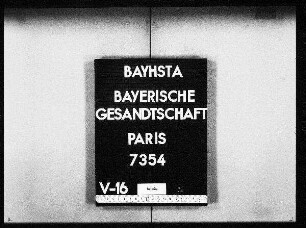 BAYHSTA
BAYERISCHE
GESANDTSCHAFT
PARIS
7354
V-16